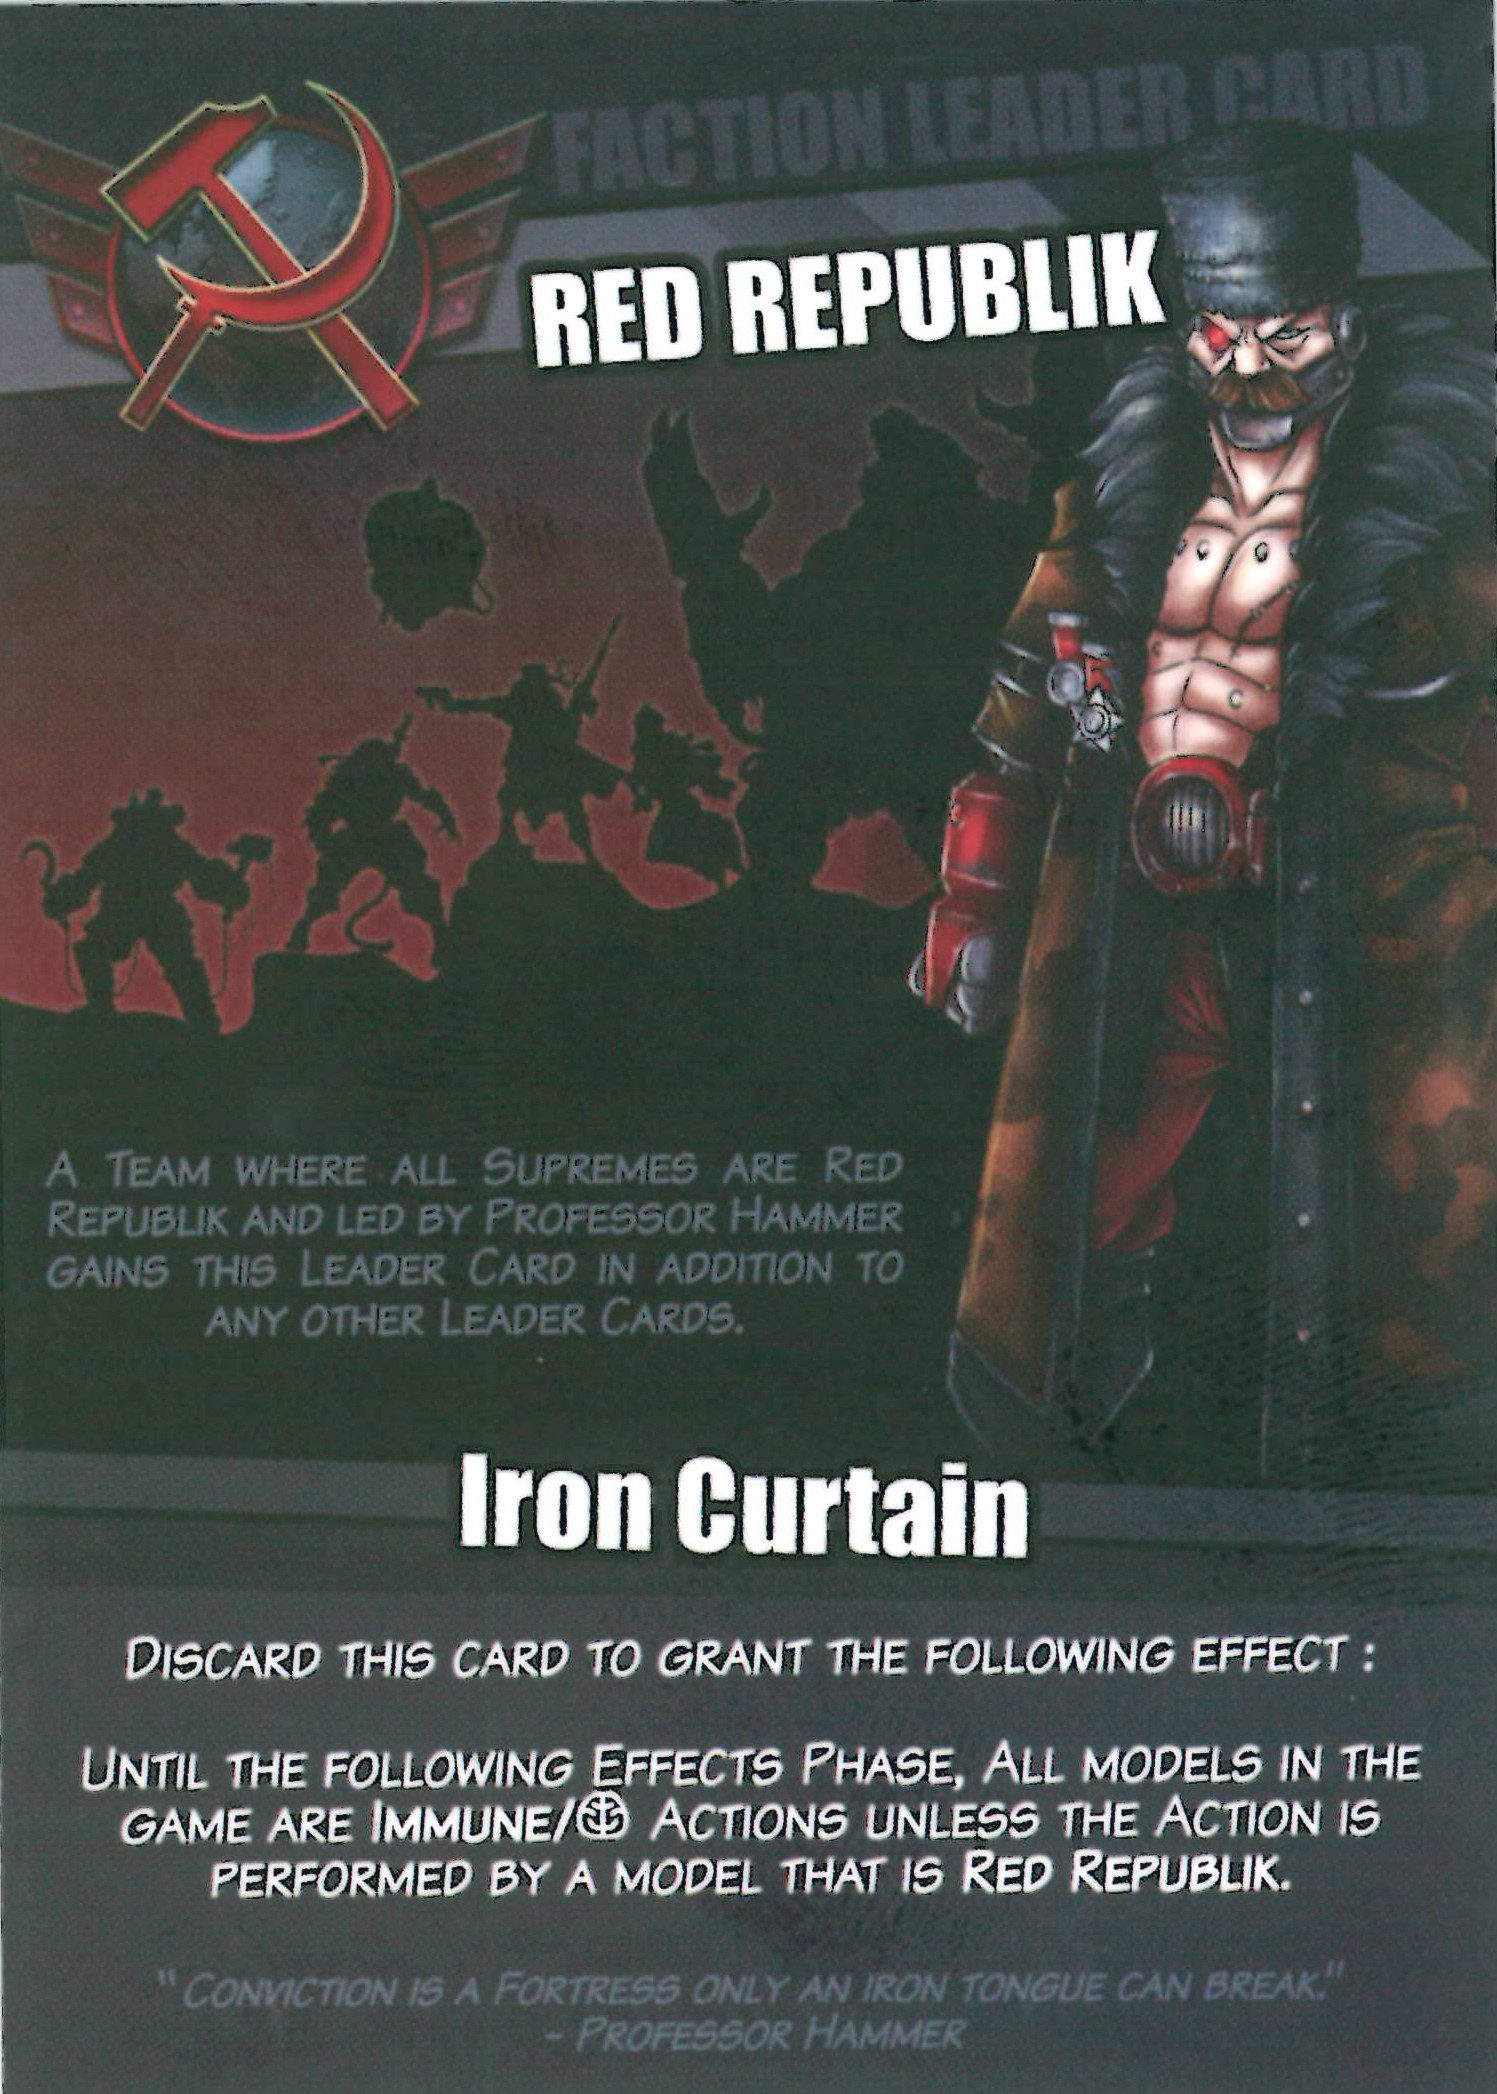 FACTION LEADER CARD
RED REPUBLIK
A TEAM WHERE ALL SUPREMES ARE RED
REPUBLIK AND LED BY PROFESSOR HAMMER
GAINS THIS LEADER CARD IN ADDITION TO
ANY OTHER LEADER CARDS.
Iron Curtain
DISCARD THIS CARD TO GRANT THE FOLLOWING EFFECT :
UNTIL THE FOLLOWING EFFECTS PHASE, ALL MODELS IN THE
GAME ARE IMMUNE/ ACTIONS UNLESS THE ACTION IS
PERFORMED BY A MODEL THAT IS RED REPUBLIK.
"CONVICTION IS A FORTRESS ONLY AN IRON TONGUE CAN BREAK."
- PROFESSOR HAMMER